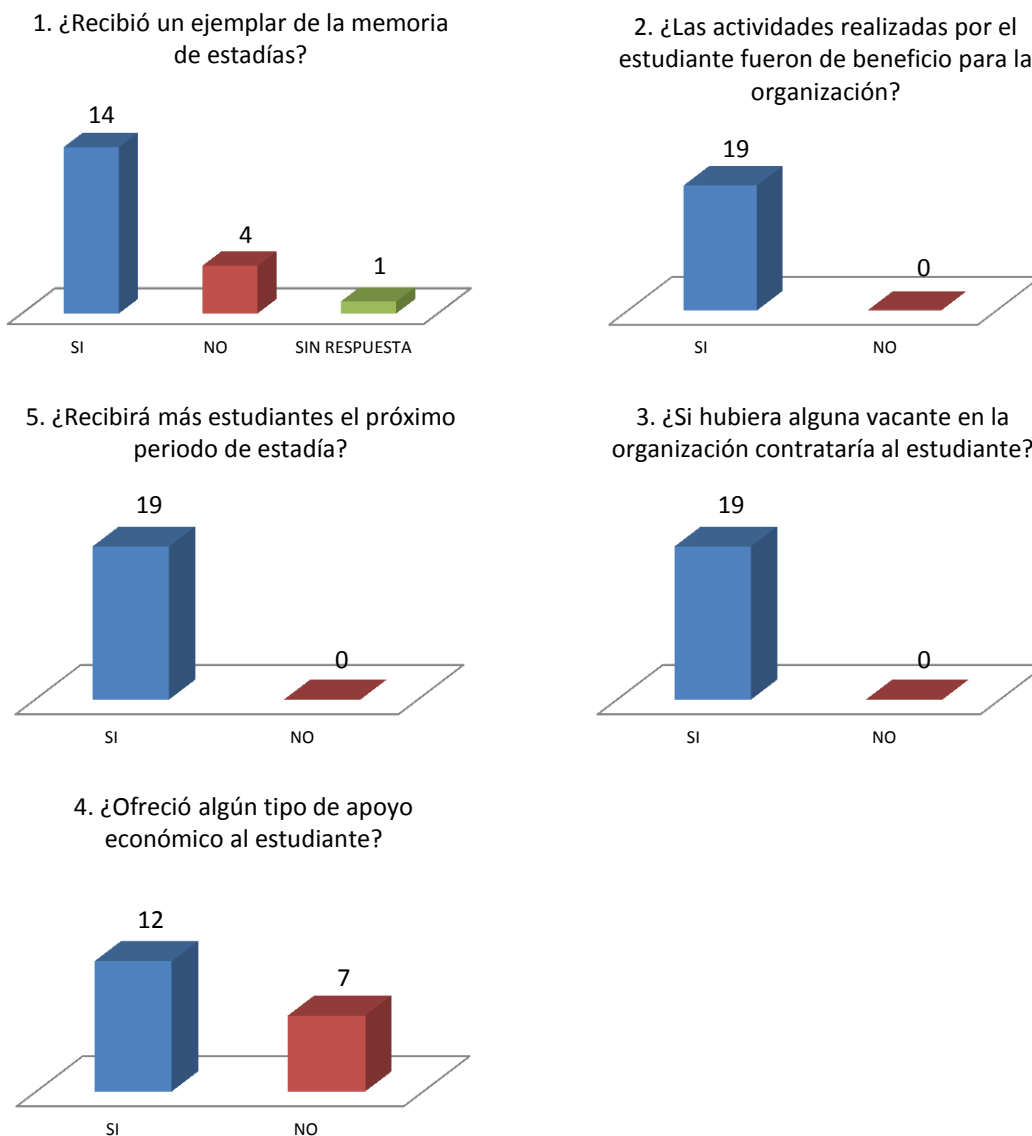 1. ¿Recibió un ejemplar de la memoria
de estadías?
14
4
1
SI
NO
SIN RESPUESTA
2. ¿Las actividades realizadas por el
estudiante fueron de beneficio para la
organización?
19
0
SI
NO
5. ¿Recibirá más estudiantes el próximo
periodo de estadía?
19
0
SI
NO
3. ¿Si hubiera alguna vacante en la
organización contrataría al estudiante?
19
0
SI
NO
4. ¿Ofreció algún tipo de apoyo
económico al estudiante?
12
7
SI
NO